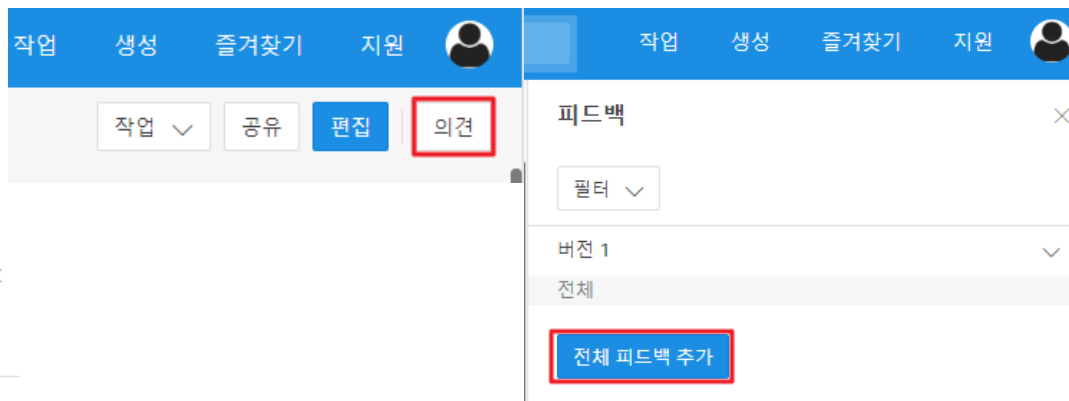 작업 생성 즐겨찾기 지원
작업 공유 편집 의견
작업 생성 즐겨찾기 지원
피드백
필터
버전 1
전체
전체 피드백 추가